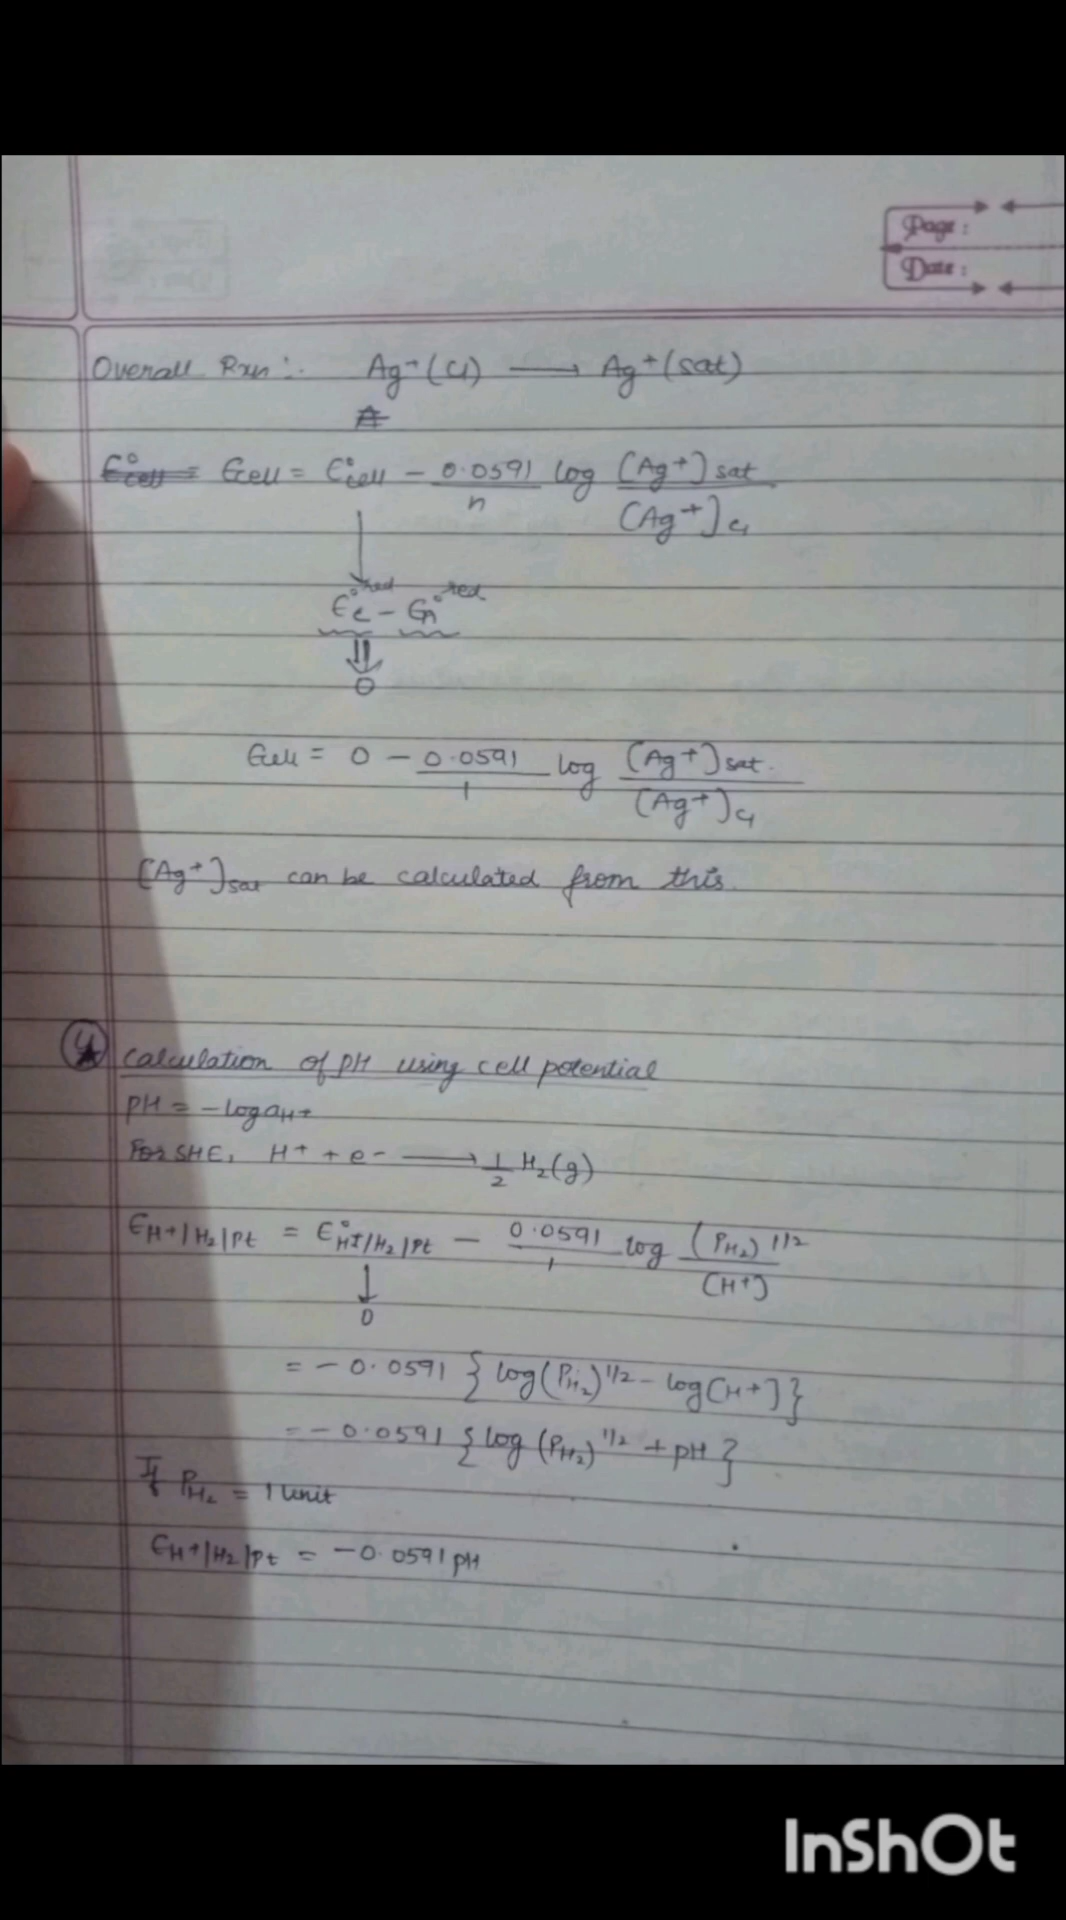 Page :
Date :
Overall Rxn :- Ag+(C1) ⟶ Ag+(sat)
E°cell = Ecell = E°cell - 0.0591/n log [Ag+]sat/[Ag+]C1
E°c red - E°A red
0
Ecell = 0 - 0.0591/1 log [Ag+]sat./[Ag+]C1
[Ag+]sat can be calculated from this
4 Calculation of pH using cell potential
pH = -log aH+
For SHE, H+ + e- ⟶ 1/2 H2(g)
EH+/H2/Pt = E°H+/H2/Pt - 0.0591/1 log (PH2)1/2/[H+]
0
= -0.0591 {log(PH2)1/2 - log[H+]}
= -0.0591 {log (PH2)1/2 + pH}
If PH2 = 1 unit
EH+/H2/Pt = -0.0591 pH
InShOt